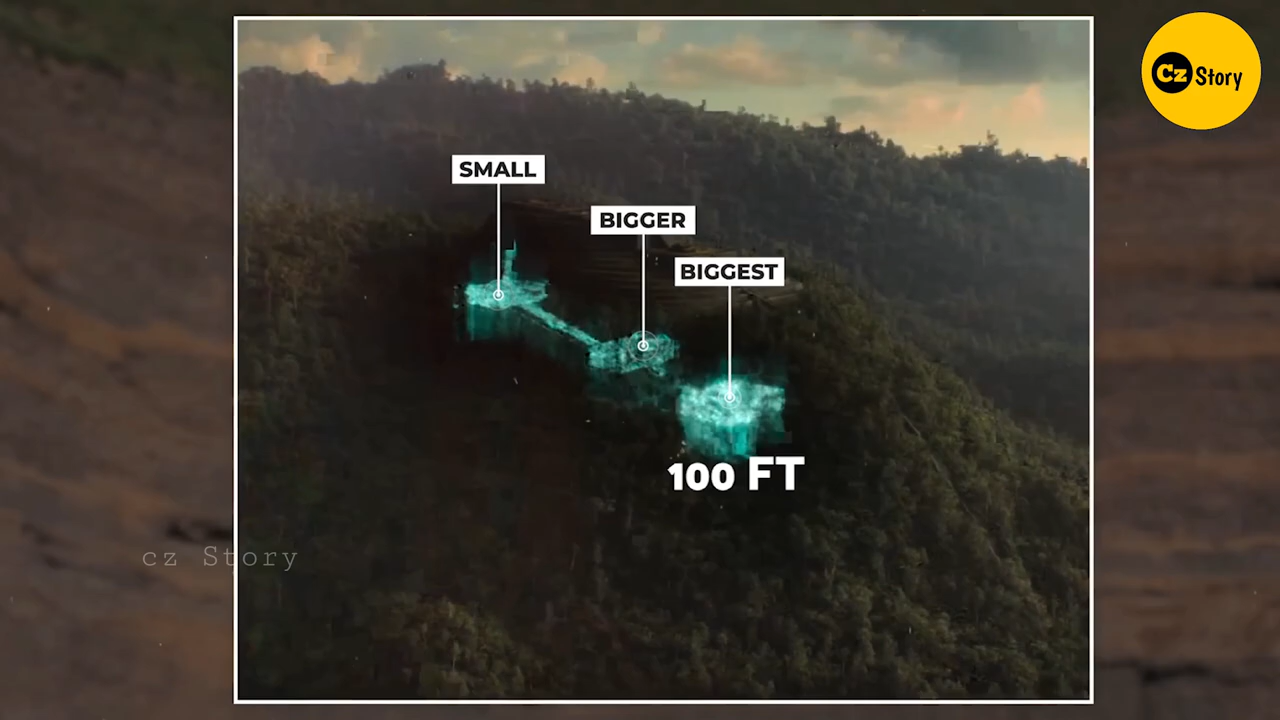 Cz Story
SMALL
BIGGER
BIGGEST
100 FT
cz Story